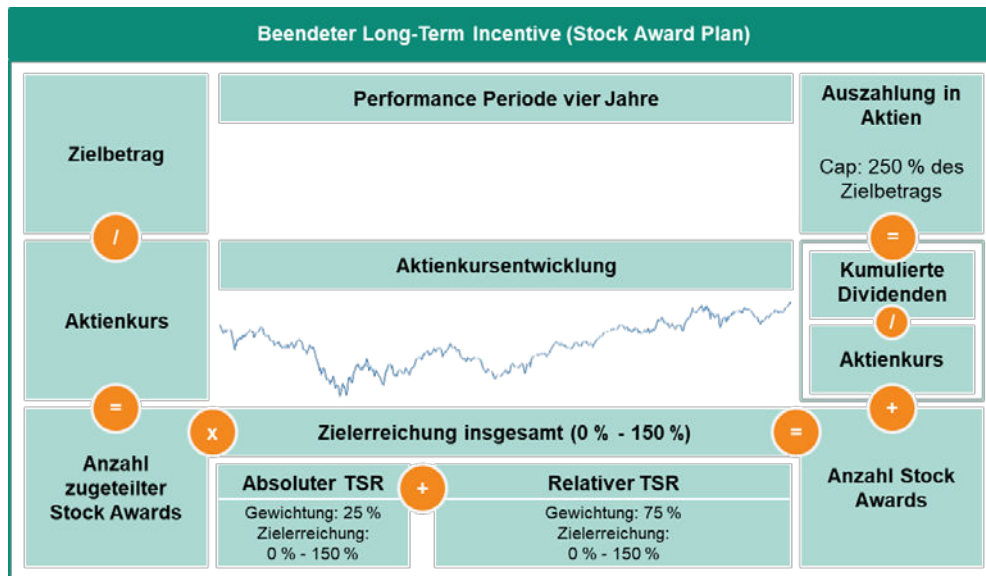 Beendeter Long-Term Incentive (Stock Award Plan)
Zielbetrag
/
Aktienkurs
=
Anzahl
zugeteilter
Stock Awards
Performance Periode vier Jahre
Aktienkursentwicklung
x
Zielerreichung insgesamt (0 % - 150 %)
=
Absoluter TSR
Gewichtung: 25 %
Zielerreichung:
0 % - 150 %
+
Relativer TSR
Gewichtung: 75 %
Zielerreichung:
0 % - 150 %
Auszahlung in
Aktien
Cap: 250 % des
Zielbetrags
=
Kumulierte
Dividenden
/
Aktienkurs
+
Anzahl Stock
Awards